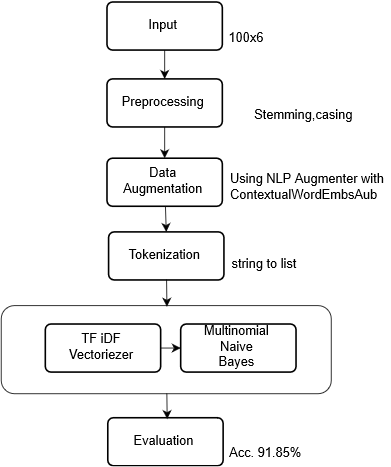 Input
100x6
Preprocessing
Stemming,casing
Data
Augmentation
Using NLP Augmenter with
ContextualWordEmbsAub
Tokenization
string to list
TF iDF
Vectoriezer
Multinomial
Naive
Bayes
Evaluation
Acc. 91.85%